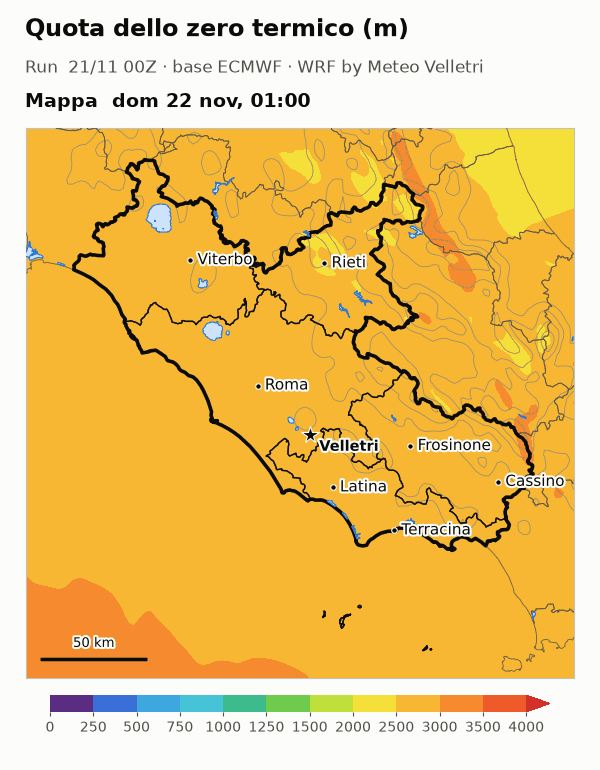 Quota dello zero termico (m)
Run  21/11 00Z · base ECMWF · WRF by Meteo Velletri
Mappa  dom 22 nov, 01:00
Viterbo
Rieti
Roma
Velletri
Frosinone
Cassino
Latina
Terracina
50 km
0 250 500 750 1000 1250 1500 2000 2500 3000 3500 4000